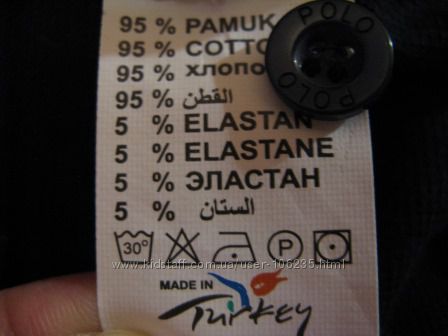 95 % PAMUK
95 % COTTO
95 % хлопо
95 % القطن
5 % ELASTAN
5 % ELASTANE
5 % ЭЛАСТАН
5 % الستان
POLO
POLO
30°
P
www.kidstaff.com.ua/user-106235.html
MADE IN
Turkey